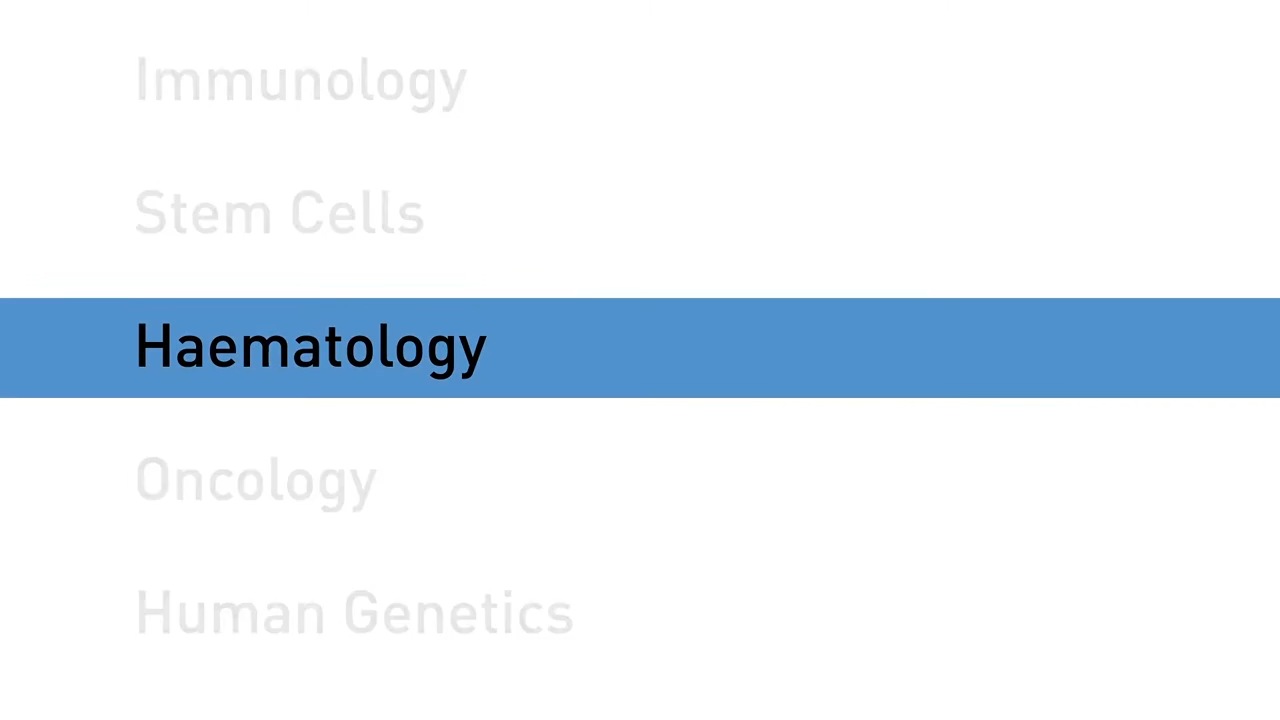 Immunology
Stem Cells
Haematology
Oncology
Human Genetics